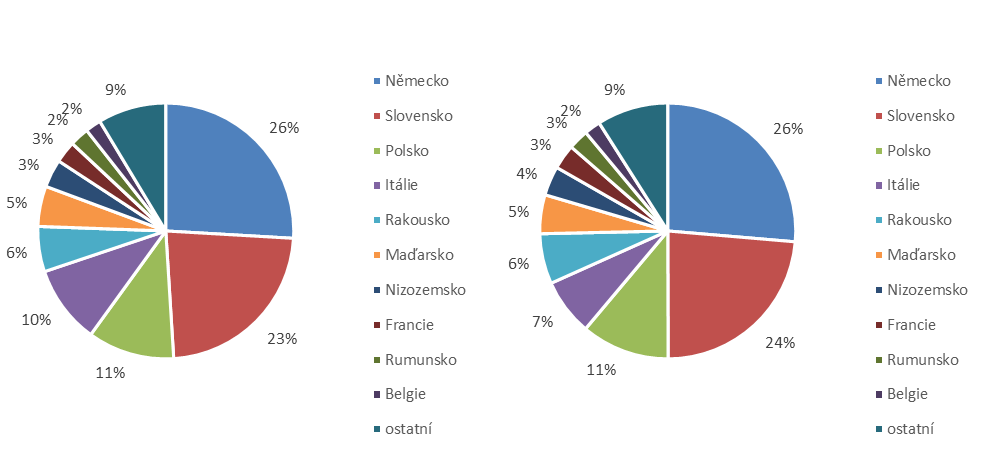 9%
2%
2%
3%
3%
5%
6%
10%
11%
23%
26%
Německo
Slovensko
Polsko
Itálie
Rakousko
Maďarsko
Nizozemsko
Francie
Rumunsko
Belgie
ostatní
9%
2%
3%
3%
4%
5%
6%
7%
11%
24%
26%
Německo
Slovensko
Polsko
Itálie
Rakousko
Maďarsko
Nizozemsko
Francie
Rumunsko
Belgie
ostatní